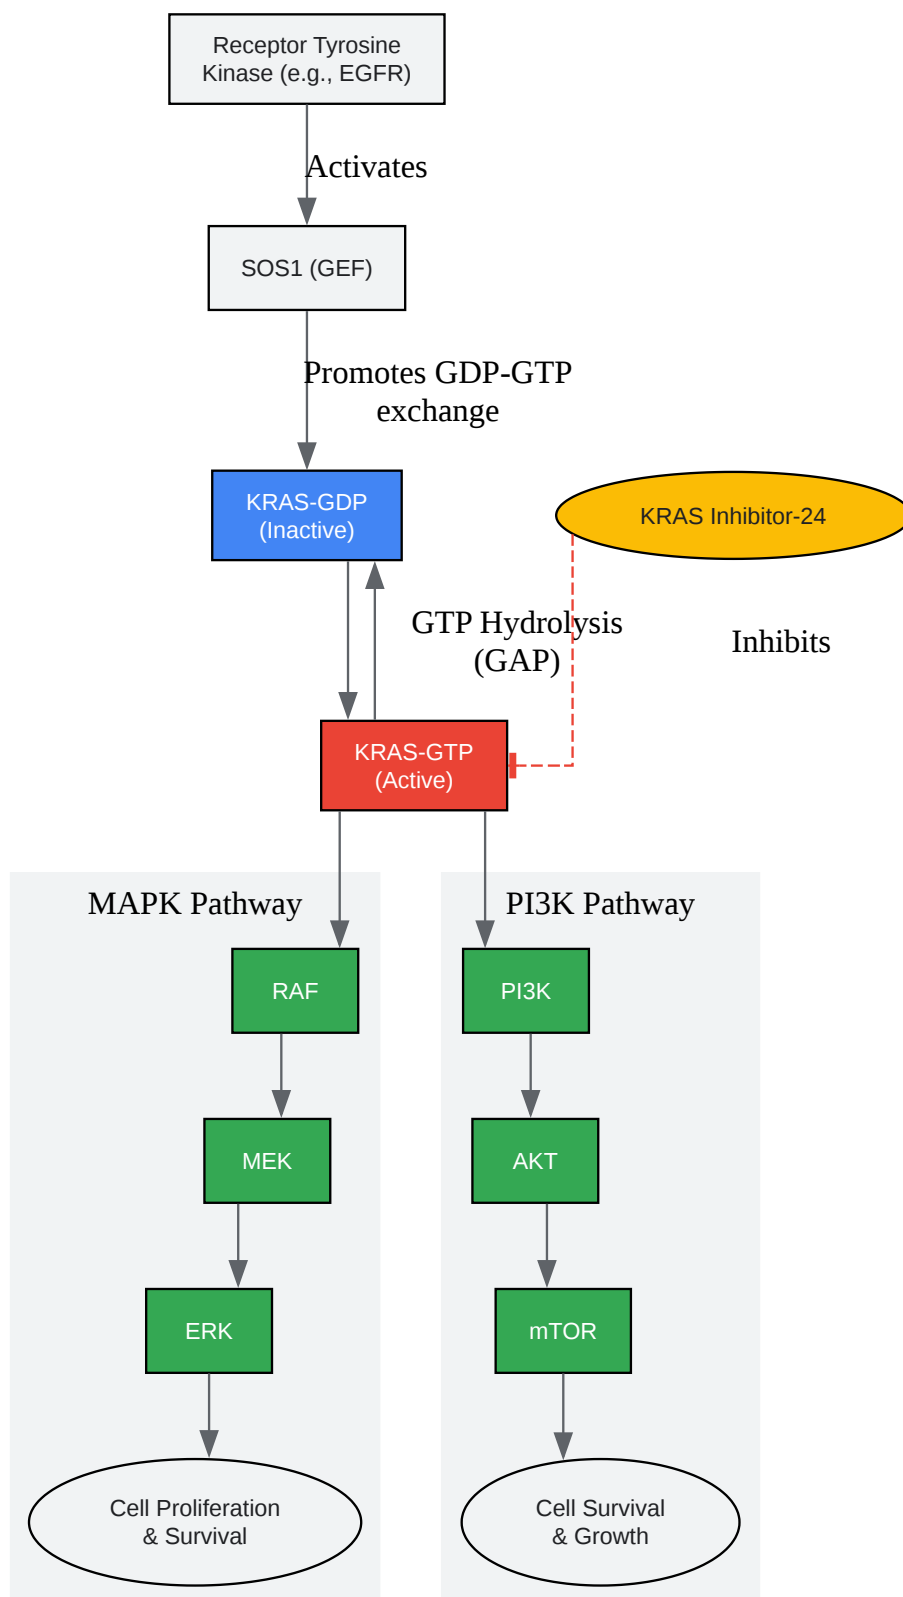 Receptor Tyrosine
Kinase (e.g., EGFR)
Activates
SOS1 (GEF)
Promotes GDP-GTP
exchange
KRAS-GDP
(Inactive)
KRAS Inhibitor-24
GTP Hydrolysis
(GAP)
Inhibits
KRAS-GTP
(Active)
MAPK Pathway
RAF
MEK
ERK
Cell Proliferation
& Survival
PI3K Pathway
PI3K
AKT
mTOR
Cell Survival
& Growth